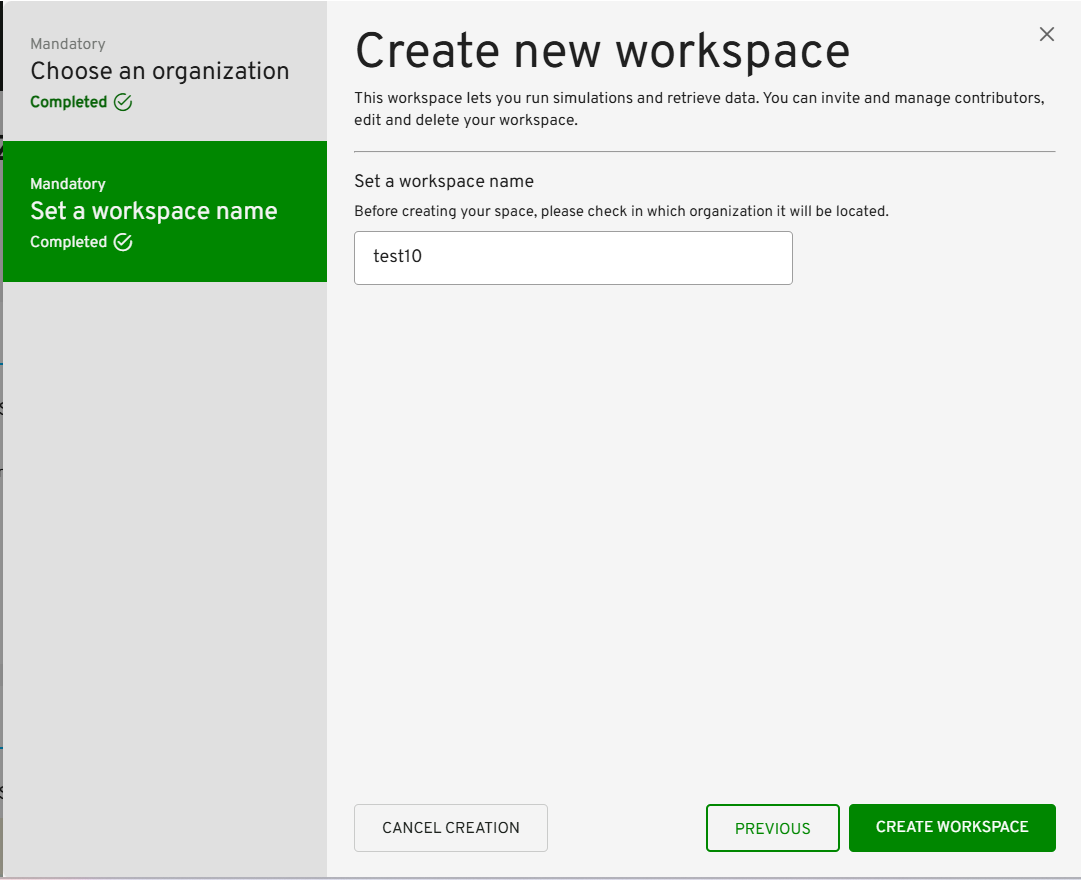 Mandatory
Choose an organization
Completed
Mandatory
Set a workspace name
Completed
Create new workspace
This workspace lets you run simulations and retrieve data. You can invite and manage contributors,
edit and delete your workspace.
Set a workspace name
Before creating your space, please check in which organization it will be located.
test10
CANCEL CREATION
PREVIOUS
CREATE WORKSPACE